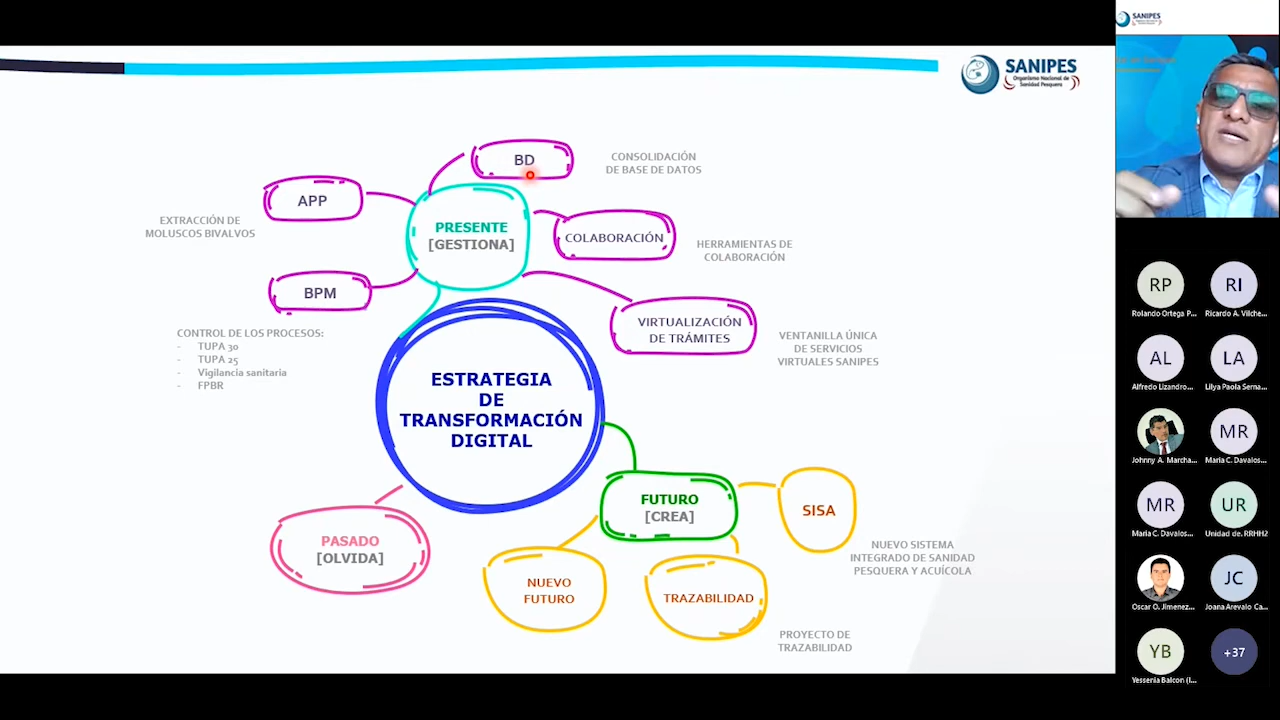 SANIPES
Organismo Nacional de
Sanidad Pesquera
BD
CONSOLIDACIÓN
DE BASE DE DATOS
APP
EXTRACCIÓN DE
MOLUSCOS BIVALVOS
PRESENTE
[GESTIONA]
COLABORACIÓN
HERRAMIENTAS DE
COLABORACIÓN
BPM
CONTROL DE LOS PROCESOS:
- TUPA 30
- TUPA 25
- Vigilancia sanitaria
- FPBR
VIRTUALIZACIÓN
DE TRÁMITES
VENTANILLA ÚNICA
DE SERVICIOS
VIRTUALES SANIPES
ESTRATEGIA
DE
TRANSFORMACIÓN
DIGITAL
FUTURO
[CREA]
SISA
NUEVO SISTEMA
INTEGRADO DE SANIDAD
PESQUERA Y ACUÍCOLA
PASADO
[OLVIDA]
NUEVO
FUTURO
TRAZABILIDAD
PROYECTO DE
TRAZABILIDAD
SANIPES
RP
Rolando Ortega P...
RI
Ricardo A. Vilche...
AL
Alfredo Lizandro...
LA
Lilya Paola Serna...
Johnny A. Marcha...
MR
Maria C. Davalos...
MR
Maria C. Davalos...
UR
Unidad de. RRHH2
Oscar O. Jimenez...
JC
Joana Arevalo Ca...
YB
Yessenia Balcon (I...
+37